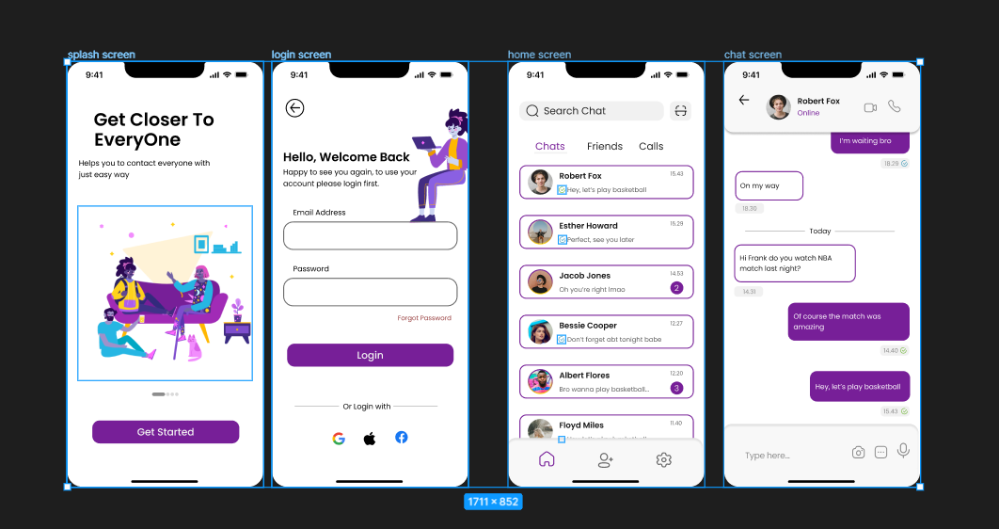 splash screen
login screen
home screen
chat screen
9:41
Get Closer To
EveryOne
Helps you to contact everyone with
just easy way
Get Started
9:41
Hello, Welcome Back
Happy to see you again, to use your
account please login first.
Email Address
Password
Forgot Password
Login
Or Login with
9:41
Search Chat
Chats
Friends
Calls
Robert Fox
15.43
Hey, let's play basketball
Esther Howard
15.29
Perfect, see you later
Jacob Jones
14.53
Oh you're right lmao
2
Bessie Cooper
12.27
Don't forget abt tonight babe
Albert Flores
12.20
Bro wanna play basketball...
3
Floyd Miles
11.40
9:41
Robert Fox
Online
I'm waiting bro
18.29
On my way
18.30
Today
Hi Frank do you watch NBA
match last night?
14.31
Of course the match was
amazing
14.40
Hey, let's play basketball
15.43
Type here...
1711 × 852